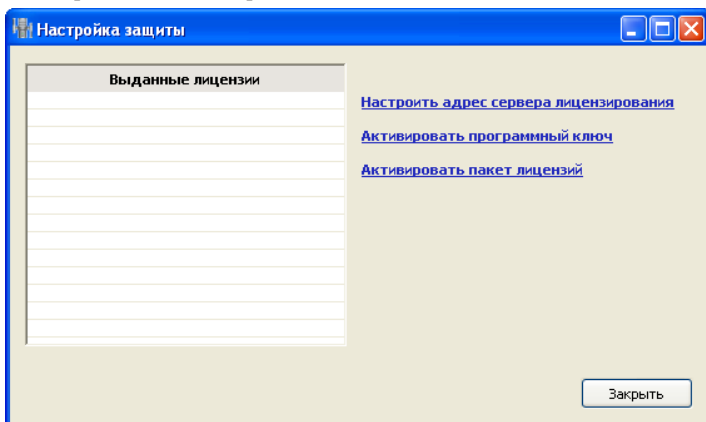 Настройка защиты
Выданные лицензии
Настроить адрес сервера лицензирования
Активировать программный ключ
Активировать пакет лицензий
Закрыть